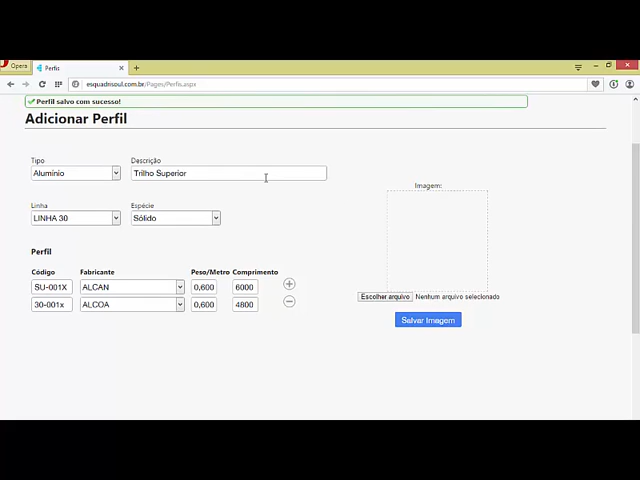 Opera
Perfis
esquadrisoul.com.br/Pages/Perfis.aspx
Perfil salvo com sucesso!
Adicionar Perfil
Tipo
Descrição
Alumínio
Trilho Superior
Imagem:
Linha
Espécie
LINHA 30
Sólido
Perfil
Código Fabricante Peso/Metro Comprimento
SU-001X ALCAN 0,600 6000
30-001x ALCOA 0,600 4800
Escolher arquivo Nenhum arquivo selecionado
Salvar Imagem